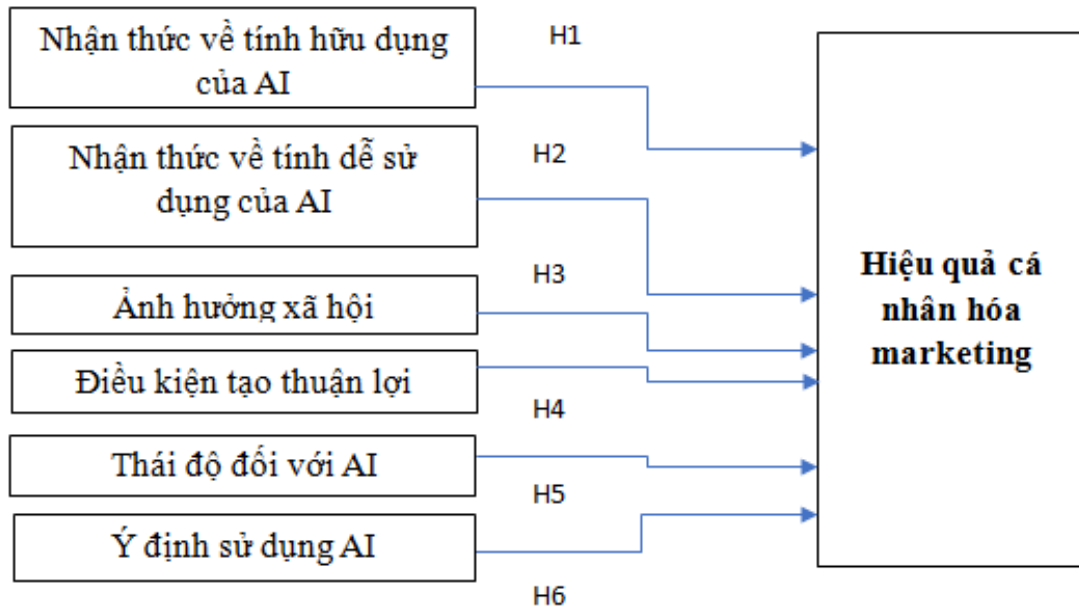 Nhận thức về tính hữu dụng
của AI
H1
Nhận thức về tính dễ sử
dụng của AI
H2
Ảnh hưởng xã hội
H3
Điều kiện tạo thuận lợi
H4
Thái độ đối với AI
H5
Ý định sử dụng AI
H6
Hiệu quả cá
nhân hóa
marketing